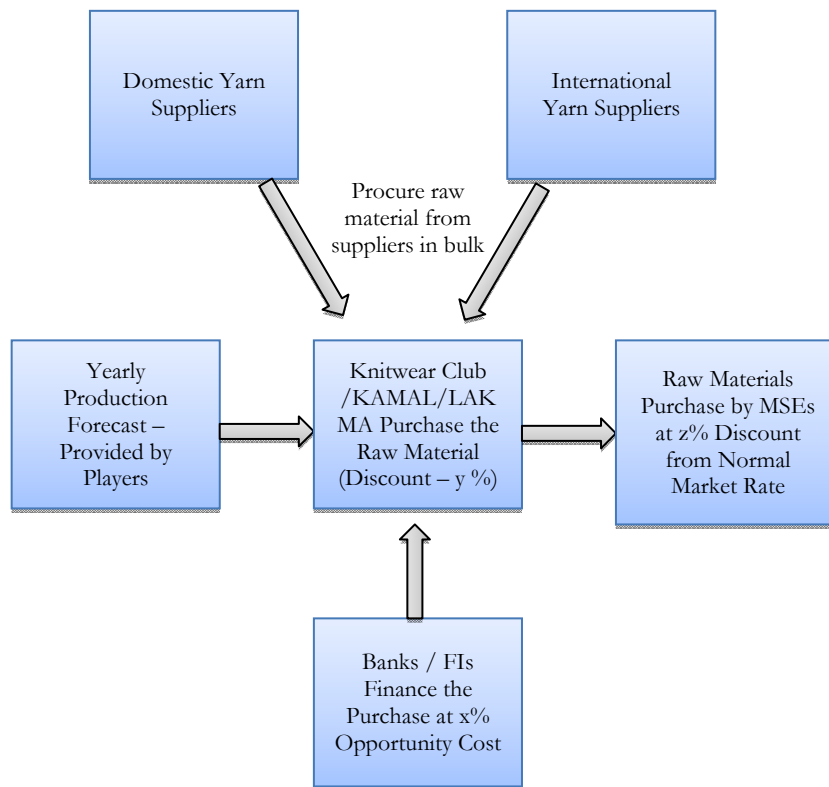 Domestic Yarn
Suppliers
International
Yarn Suppliers
Procure raw
material from
suppliers in bulk
Yearly
Production
Forecast –
Provided by
Players
Knitwear Club
/KAMAL/LAK
MA Purchase the
Raw Material
(Discount – y %)
Raw Materials
Purchase by MSEs
at z% Discount
from Normal
Market Rate
Banks / FIs
Finance the
Purchase at x%
Opportunity Cost